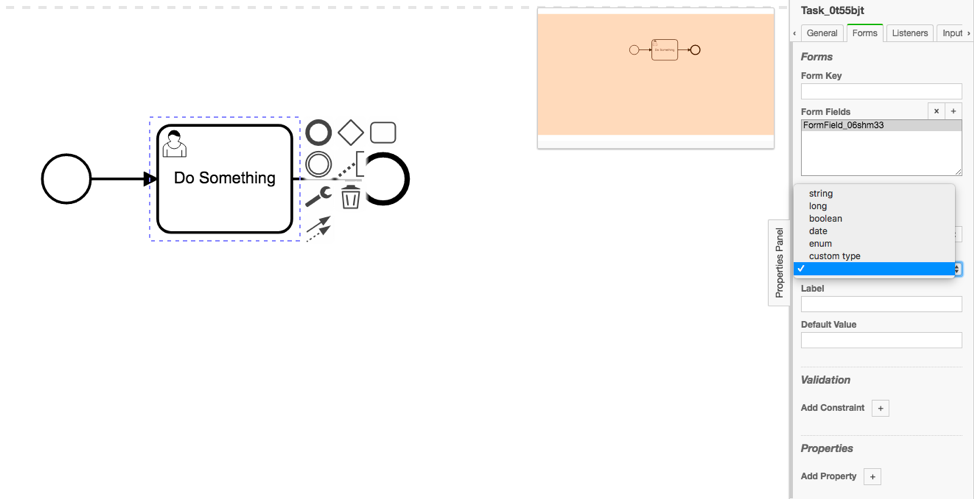 Task_0t55bjt
‹ General Forms Listeners Input ›
Forms
Form Key
Form Fields × +
FormField_06shm33
string
long
boolean
date
enum
custom type
✓
Label
Default Value
Validation
Add Constraint +
Properties
Add Property +
Properties Panel
Do Something
Do Something